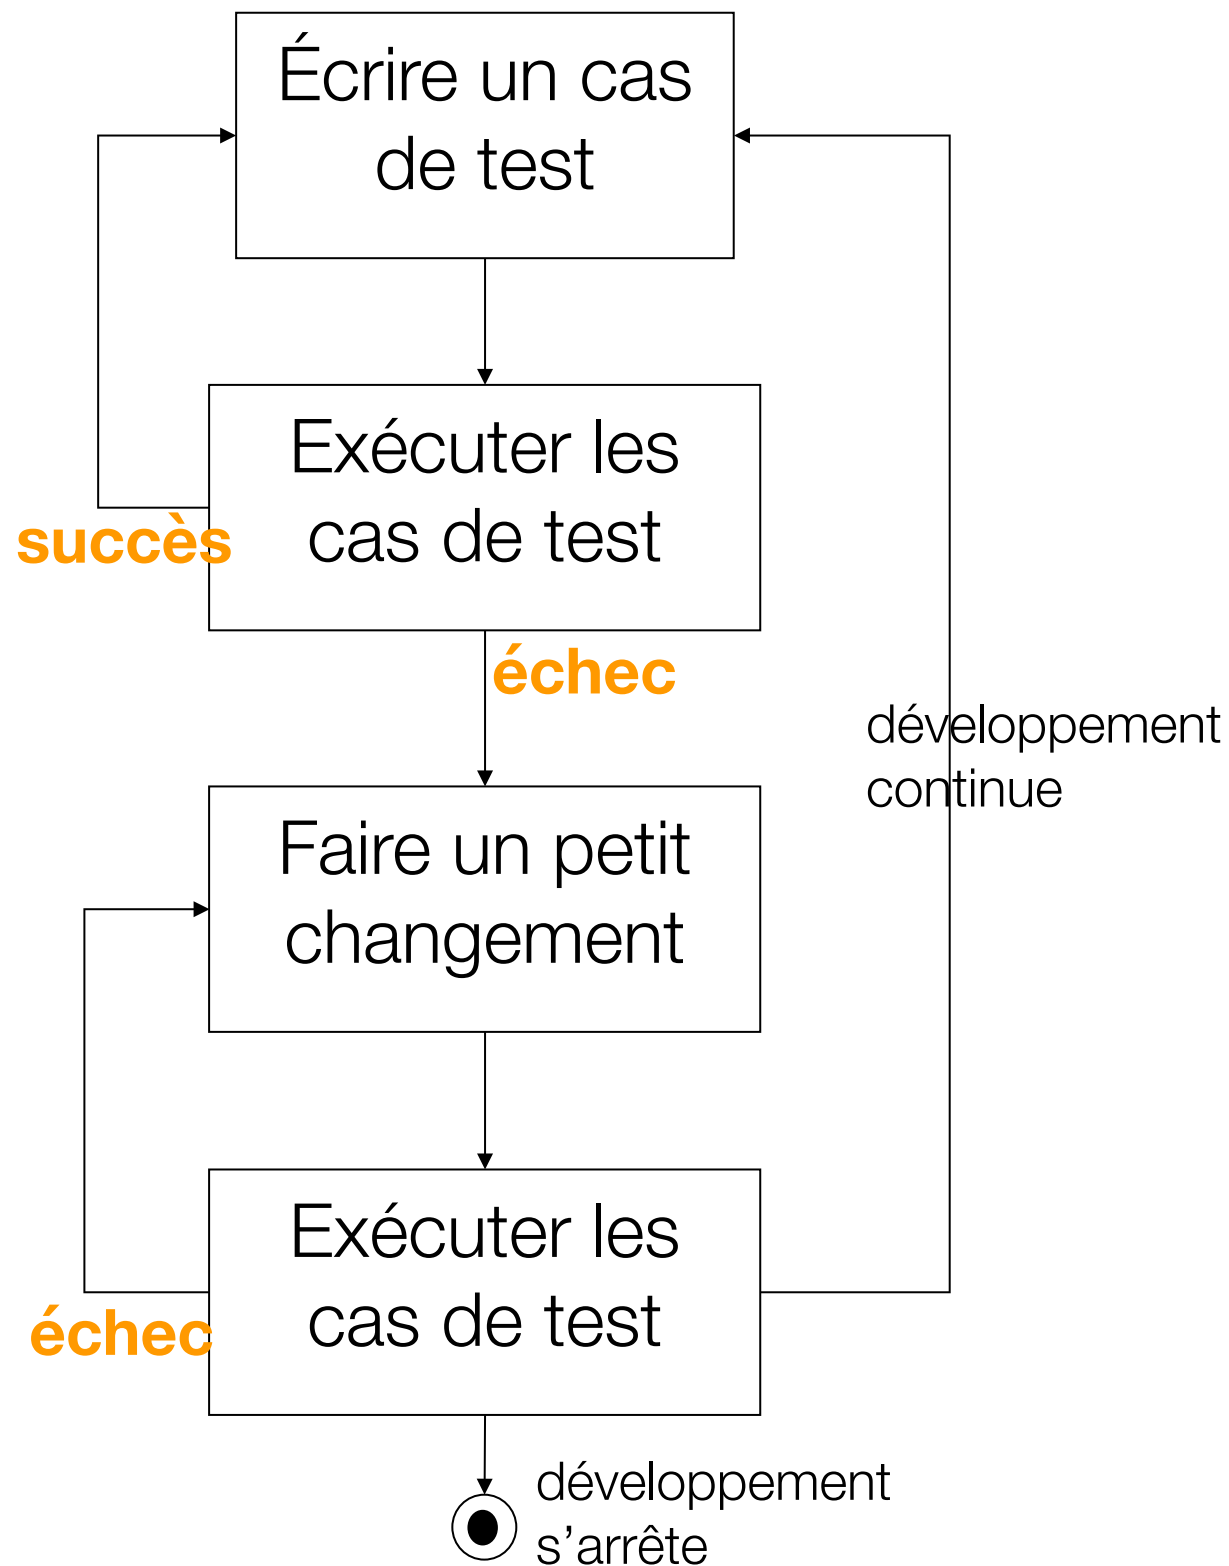 Écrire un cas
de test
Exécuter les
cas de test
succès
échec
développement
continue
Faire un petit
changement
Exécuter les
cas de test
échec
développement
s’arrête